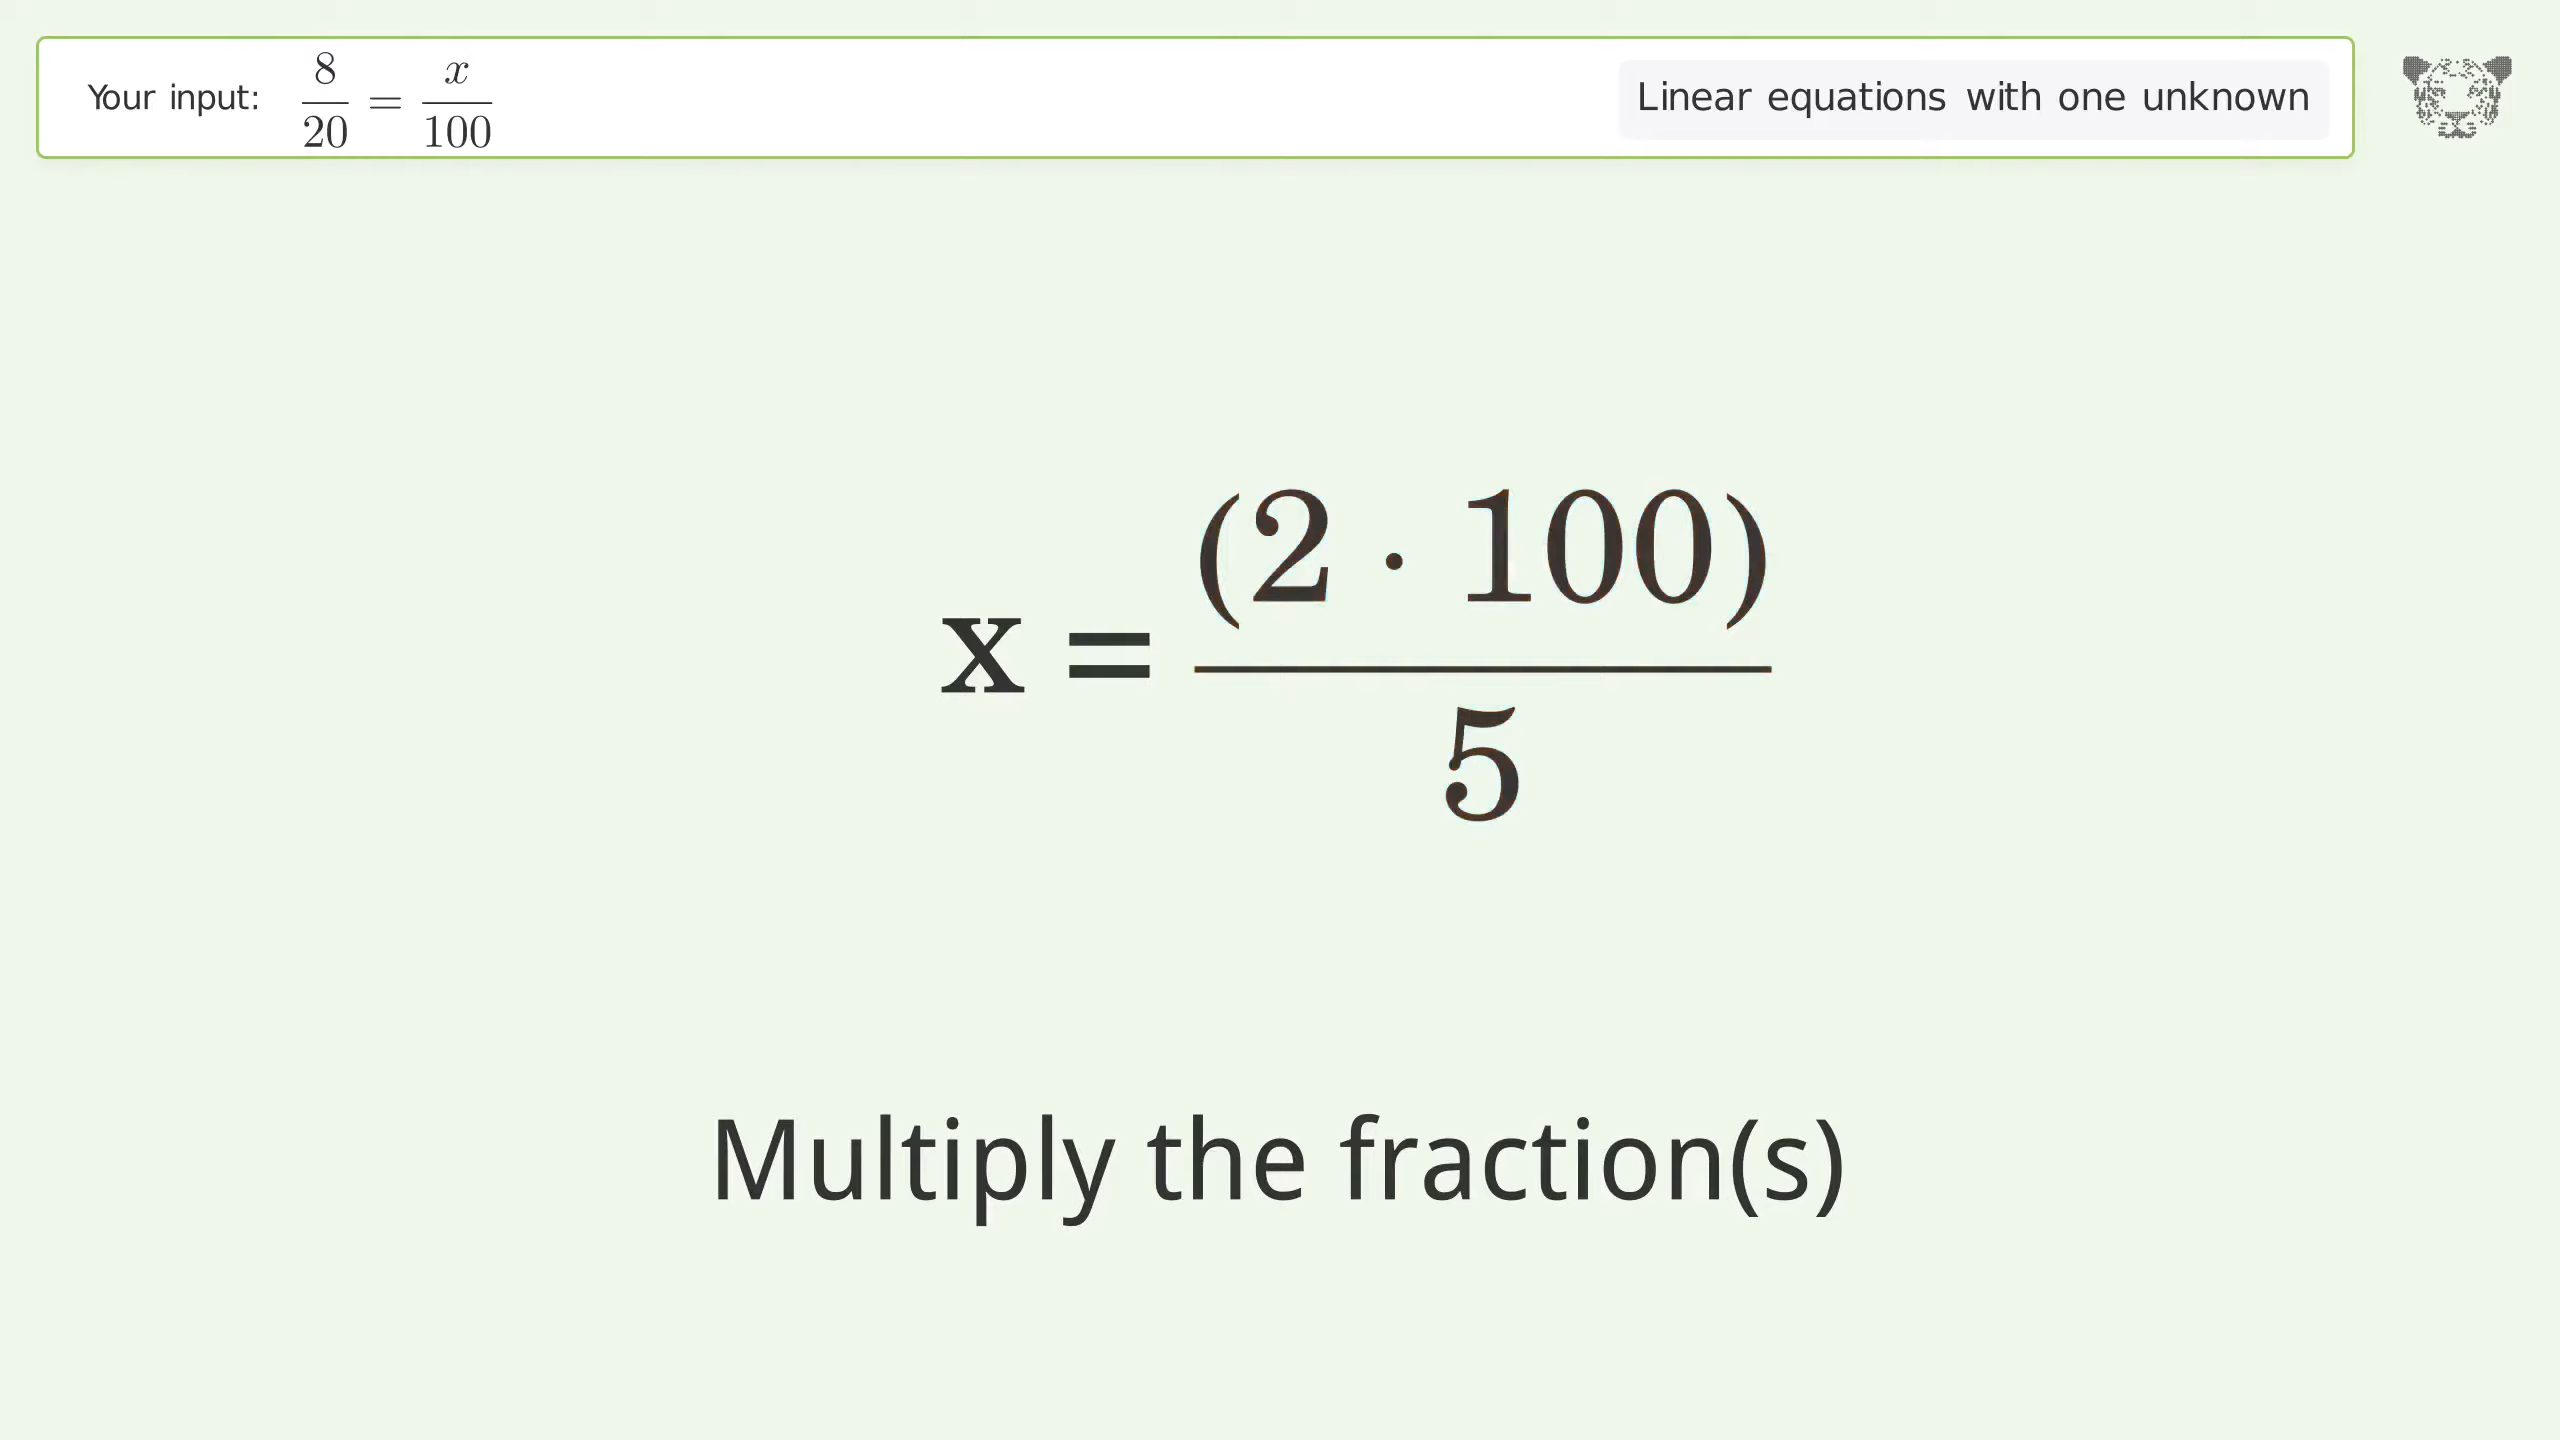 Your input: 8/20 = x/100
Linear equations with one unknown
x = (2 · 100)/5
Multiply the fraction(s)